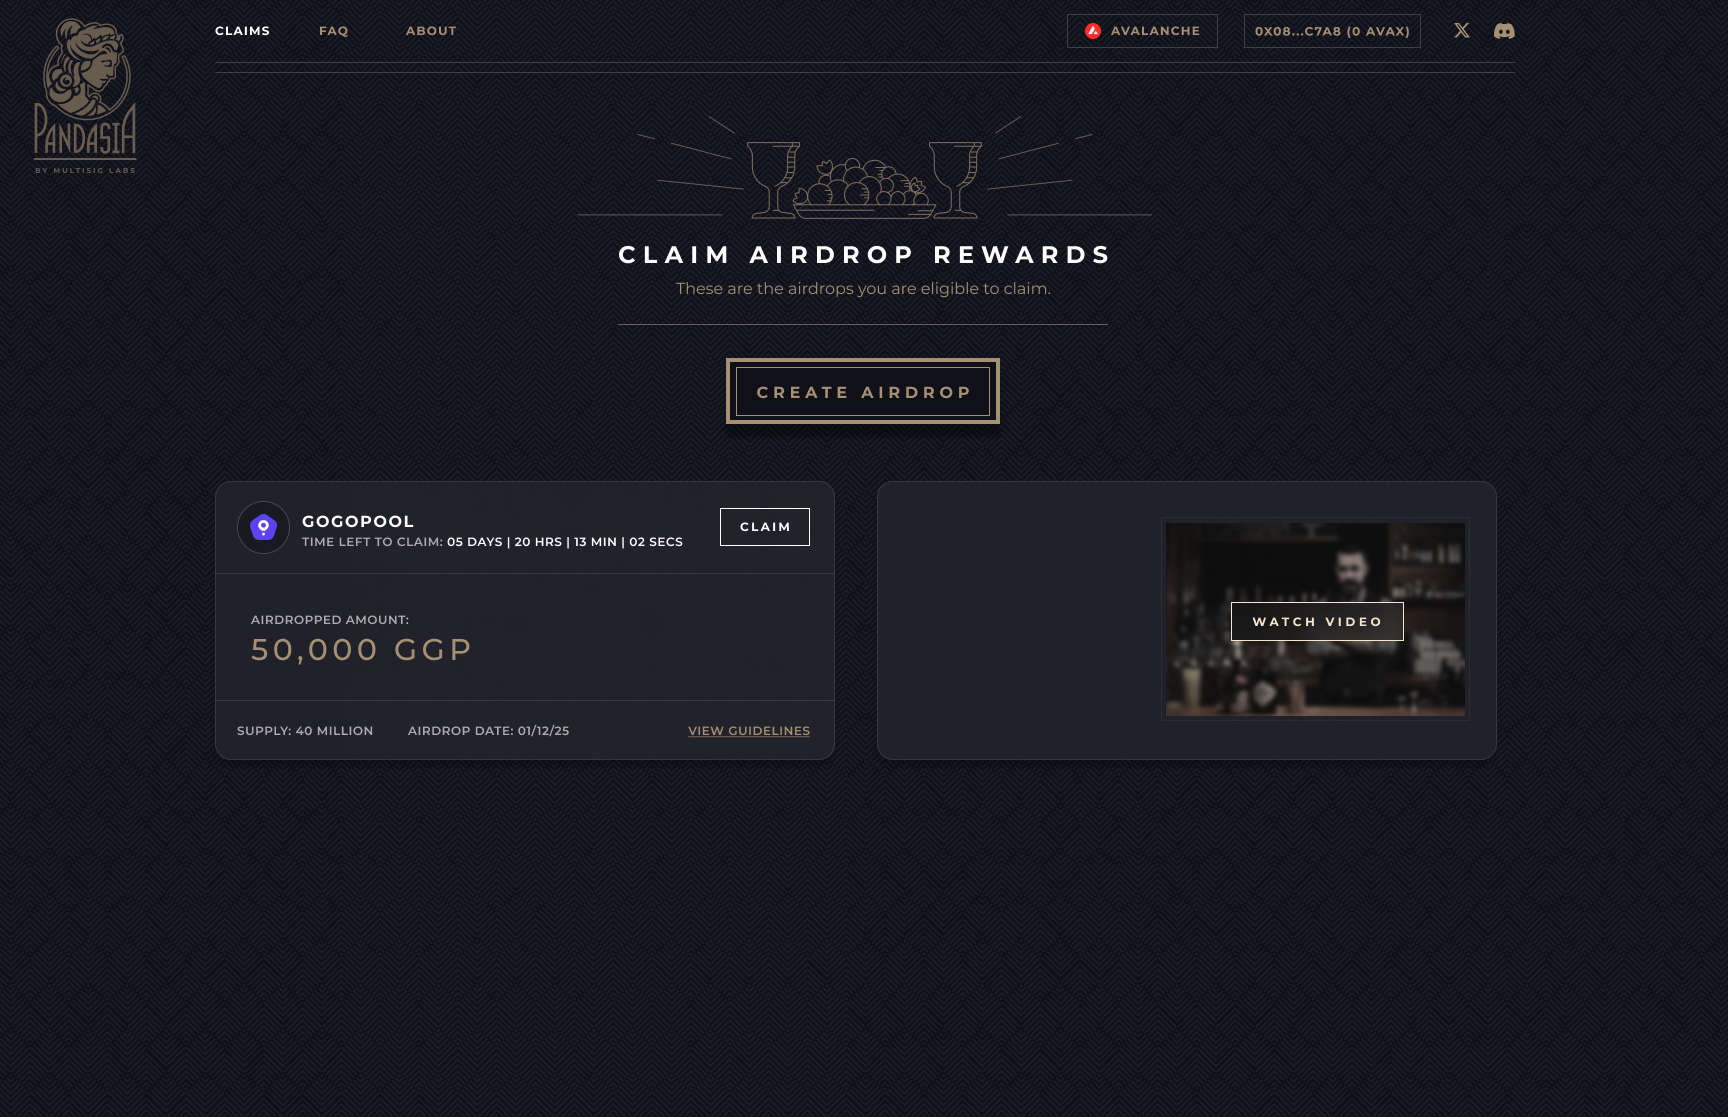 CLAIMS
FAQ
ABOUT
AVALANCHE
0X08...C7A8 (0 AVAX)
PANDASIA
BY MULTISIG LABS
CLAIM AIRDROP REWARDS
These are the airdrops you are eligible to claim.
CREATE AIRDROP
GOGOPOOL
TIME LEFT TO CLAIM: 05 DAYS | 20 HRS | 13 MIN | 02 SECS
CLAIM
AIRDROPPED AMOUNT:
50,000 GGP
SUPPLY: 40 MILLION
AIRDROP DATE: 01/12/25
VIEW GUIDELINES
WATCH VIDEO